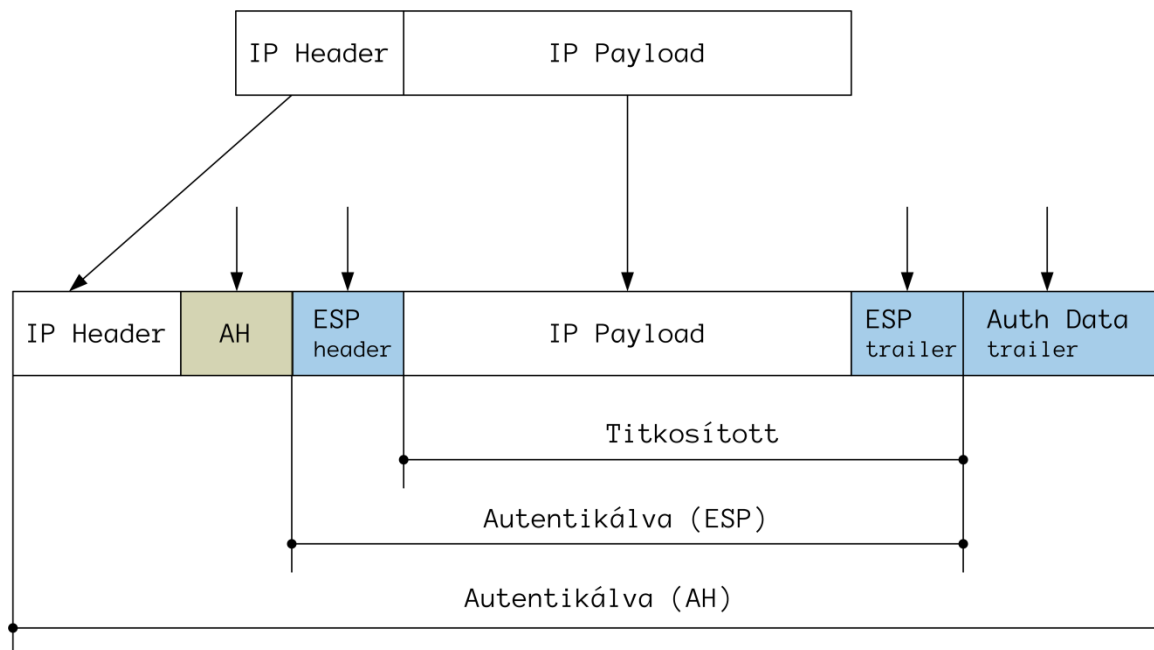 IP Header
IP Payload
IP Header
AH
ESP
header
IP Payload
ESP
trailer
Auth Data
trailer
Titkosított
Autentikálva (ESP)
Autentikálva (AH)